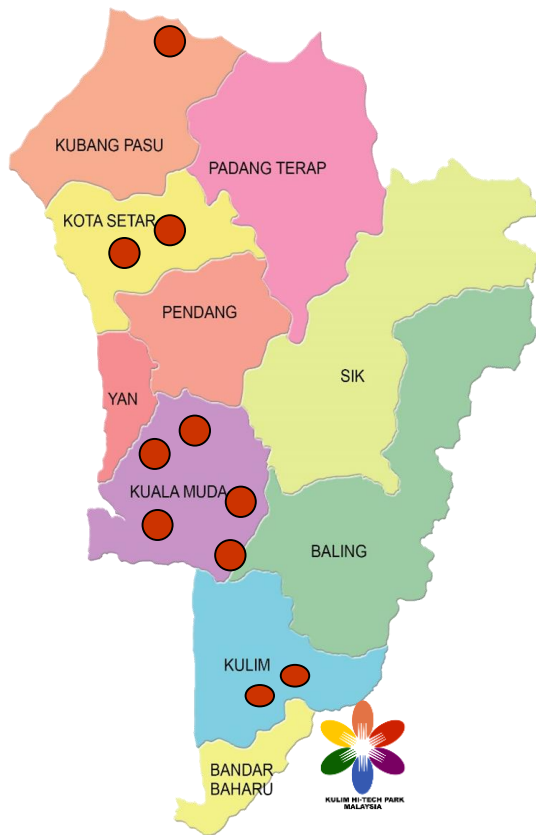 KUBANG PASU
PADANG TERAP
KOTA SETAR
PENDANG
SIK
YAN
KUALA MUDA
BALING
KULIM
BANDAR
BAHARU
KULIM HI-TECH PARK
MALAYSIA